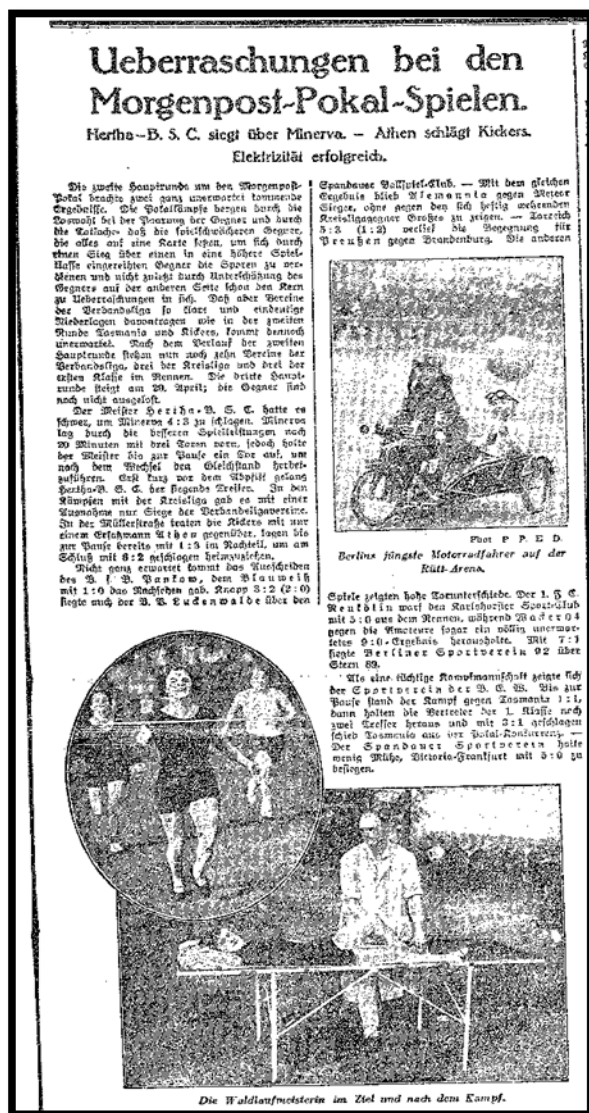 Ueberraschungen bei den
Morgenpost-Pokal-Spielen.
Hertha-B. S. C. siegt über Minerva. — Athen schlägt Kickers.
Elektrizität erfolgreich.
Die zweite Hauptrunde um den Morgenpost-
Pokal brachte zwei ganz unerwartet kommende
Ergebnisse. Die Pokalkämpfe bergen durch die
Loswahl bei der Paarung der Gegner und durch
die Tatsache, daß die spielschwächeren Gegner,
die alles auf eine Karte setzen, um sich durch
einen Sieg über einen in eine höhere Spiel-
klasse eingereihten Gegner die Sporen zu ver-
dienen und nicht zuletzt durch Unterschätzung des
Gegners auf der anderen Seite schon den Kern
zu Ueberraschungen in sich. Daß aber Vereine
der Verbandsliga so klare und eindeutige
Niederlagen davontragen wie in der zweiten
Runde Tasmania und Kickers, kommt dennoch
unerwartet. Nach dem Verlauf der zweiten
Hauptrunde stehen nun noch zehn Vereine der
Verbandsliga, drei der Kreisliga und drei der
ersten Klasse im Rennen. Die dritte Haupt-
runde steigt am 20. April; die Gegner sind
noch nicht ausgelost.
Der Meister Hertha-B. S. C. hatte es
schwer, um Minerva 4:3 zu schlagen. Minerva
lag durch die besseren Spielleistungen nach
20 Minuten mit drei Toren vorn, jedoch holte
der Meister bis zur Pause ein Tor auf, um
nach dem Wechsel den Gleichstand herbei-
zuführen. Erst kurz vor dem Abpfiff gelang
Hertha-B. S. C. der siegende Treffer. In den
Kämpfen mit der Kreisliga gab es mit einer
Ausnahme nur Siege der Verbandsligavereine.
In der Müllerstraße traten die Kickers mit nur
einem Ersatzmann Athen gegenüber, lagen bis
zur Pause bereits mit 1:3 im Nachteil, um am
Schluß mit 6:2 geschlagen heimzuziehen.
Nicht ganz erwartet kommt das Ausscheiden
des V. f. B. Pankow, dem Blauweiß
mit 1:0 das Nachsehen gab. Knapp 3:2 (2:0)
siegte auch der B. V. Luckenwalde über den
Spandauer Ballspiel-Club. — Mit dem gleichen
Ergebnis blieb Alemannia gegen Meteor
Sieger, ohne gegen den sich heftig wehrenden
Kreisligagegner Großes zu zeigen. — Torreich
5:3 (1:2) verlief die Begegnung für
Preußen gegen Brandenburg. Die anderen
Phot P. P. E. D.
Berlins jüngste Motorradfahrer auf der
Rütt-Arena.
Spiele zeigten hohe Torunterschiede. Der 1. F. C.
Neukölln warf den Karlshorster Sportklub
mit 5:0 aus dem Rennen, während Wacker 04
gegen die Amateure sogar ein völlig unerwar-
tetes 9:0-Ergebnis herausholte. Mit 7:1
siegte Berliner Sportverein 92 über
Stern 89.
Als eine tüchtige Kampfmannschaft zeigte sich
der Sportverein der B. E. W. Bis zur
Pause stand der Kampf gegen Tasmania 1:1,
dann holten die Vertreter der 1. Klasse noch
zwei Treffer heraus und mit 3:1 geschlagen
schied Tasmania aus der Pokal-Konkurrenz. —
Der Spandauer Sportverein hatte
wenig Mühe, Victoria-Frankfurt mit 5:0 zu
besiegen.
Die Waldlaufmeisterin im Ziel und nach dem Kampf.